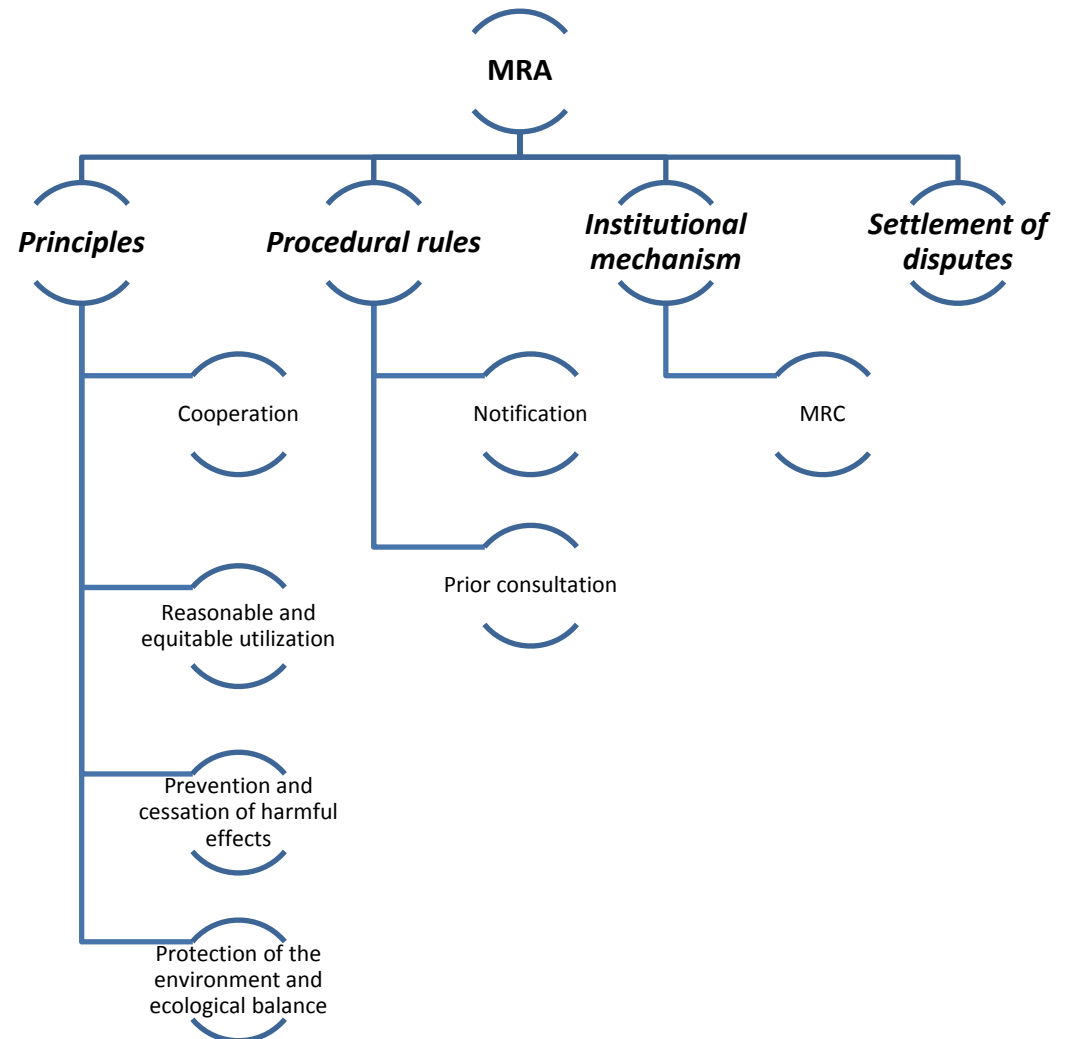 MRA
Principles
Procedural rules
Institutional
mechanism
Settlement of
disputes
Cooperation
Notification
MRC
Prior consultation
Reasonable and
equitable utilization
Prevention and
cessation of harmful
effects
Protection of the
environment and
ecological balance